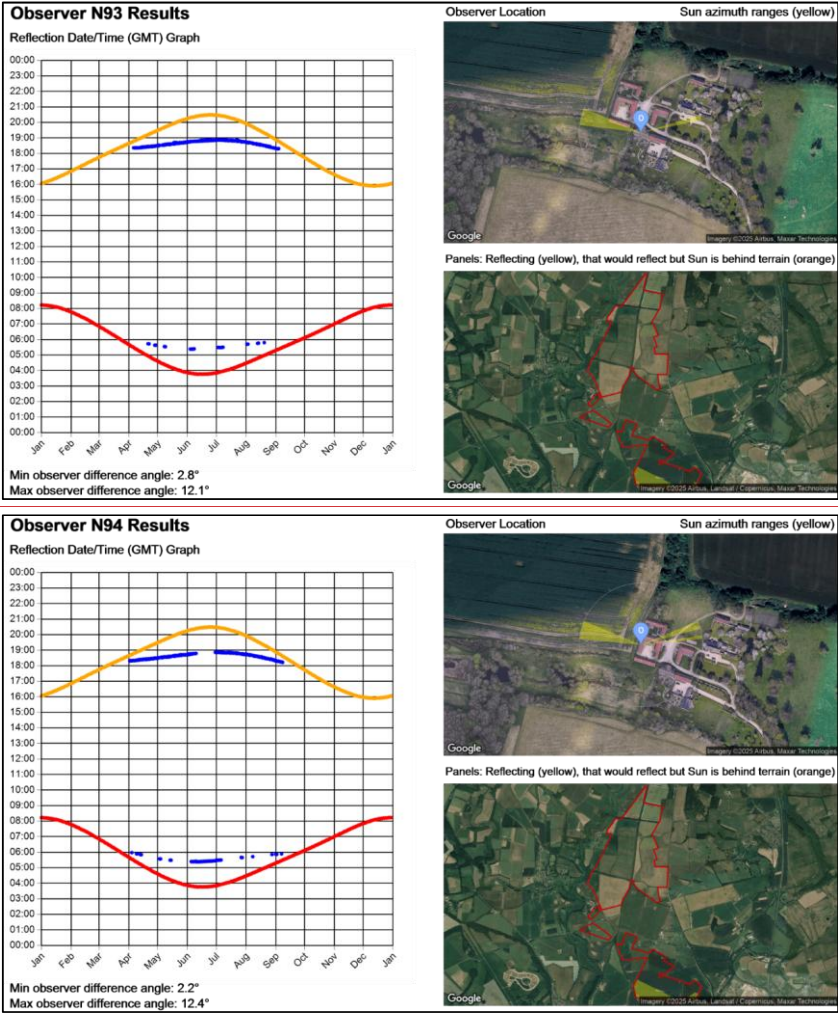 Observer N93 Results
Observer Location
Sun azimuth ranges (yellow)
Reflection Date/Time (GMT) Graph
00:00
23:00
22:00
21:00
20:00
19:00
18:00
17:00
16:00
15:00
14:00
13:00
12:00
11:00
10:00
09:00
08:00
07:00
06:00
05:00
04:00
03:00
02:00
01:00
00:00
Jan Feb Mar Apr May Jun Jul Aug Sep Oct Nov Dec Jan
Min observer difference angle: 2.8°
Max observer difference angle: 12.1°
O
Google
Imagery ©2025 Airbus, Maxar Technologies
Panels: Reflecting (yellow), that would reflect but Sun is behind terrain (orange)
Google
Imagery ©2025 Airbus, Landsat / Copernicus, Maxar Technologies
Observer N94 Results
Observer Location
Sun azimuth ranges (yellow)
Reflection Date/Time (GMT) Graph
00:00
23:00
22:00
21:00
20:00
19:00
18:00
17:00
16:00
15:00
14:00
13:00
12:00
11:00
10:00
09:00
08:00
07:00
06:00
05:00
04:00
03:00
02:00
01:00
00:00
Jan Feb Mar Apr May Jun Jul Aug Sep Oct Nov Dec Jan
Min observer difference angle: 2.2°
Max observer difference angle: 12.4°
O
Google
Imagery ©2025 Airbus, Maxar Technologies
Panels: Reflecting (yellow), that would reflect but Sun is behind terrain (orange)
Google
Imagery ©2025 Airbus, Landsat / Copernicus, Maxar Technologies